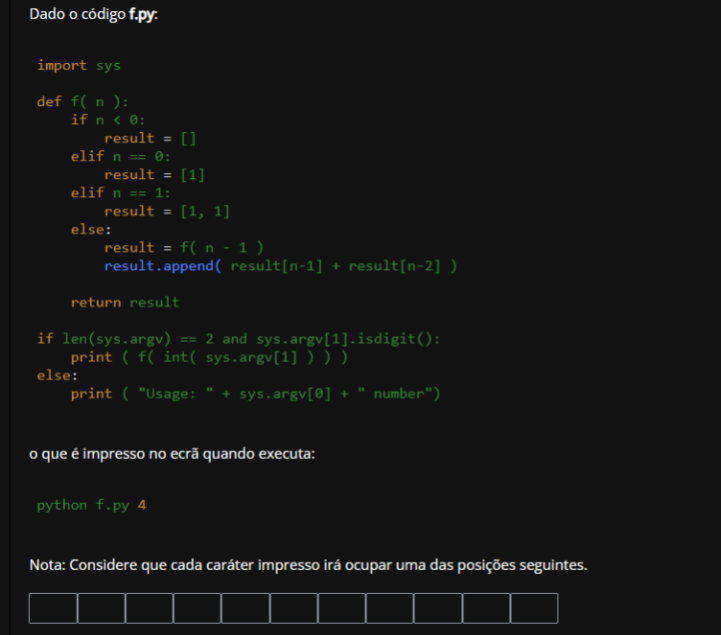 Dado o código f.py:
import sys
def f( n ):
if n < 0:
result = []
elif n == 0:
result = [1]
elif n == 1:
result = [1, 1]
else:
result = f( n - 1 )
result.append( result[n-1] + result[n-2] )
return result
if len(sys.argv) == 2 and sys.argv[1].isdigit():
print ( f( int( sys.argv[1] ) ) )
else:
print ( "Usage: " + sys.argv[0] + " number")
o que é impresso no ecrã quando executa:
python f.py 4
Nota: Considere que cada caráter impresso irá ocupar uma das posições seguintes.